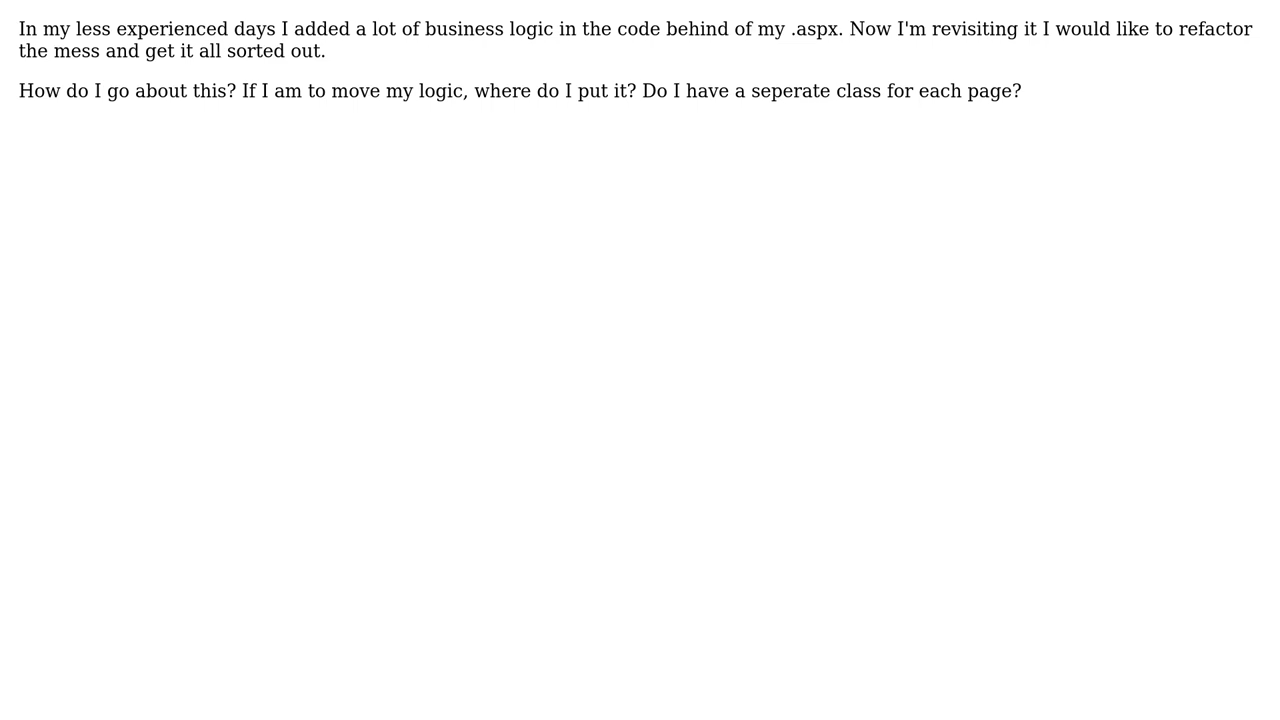 In my less experienced days I added a lot of business logic in the code behind of my .aspx. Now I'm revisiting it I would like to refactor
the mess and get it all sorted out.
How do I go about this? If I am to move my logic, where do I put it? Do I have a seperate class for each page?